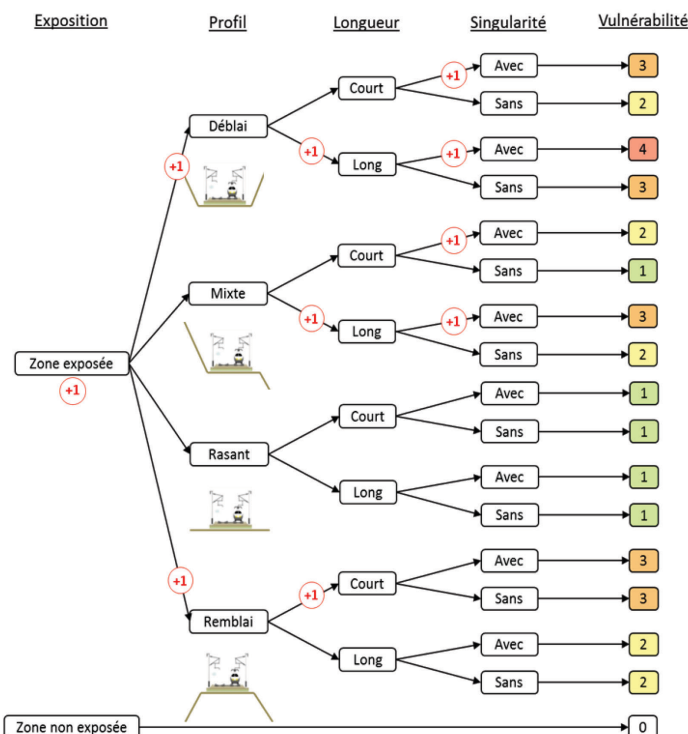 Exposition Profil Longueur Singularité Vulnérabilité
+1 Avec 3
Court
Sans 2
Déblai
+1 +1 Avec 4
+1 Long
Sans 3
+1 Avec 2
Court
Sans 1
Mixte
+1 +1 Avec 3
Long
Sans 2
Zone exposée
+1
Avec 1
Court
Sans 1
Rasant
Avec 1
Long
Sans 1
Avec 3
+1 +1 Court
Sans 3
Remblai
Avec 2
Long
Sans 2
Zone non exposée 0